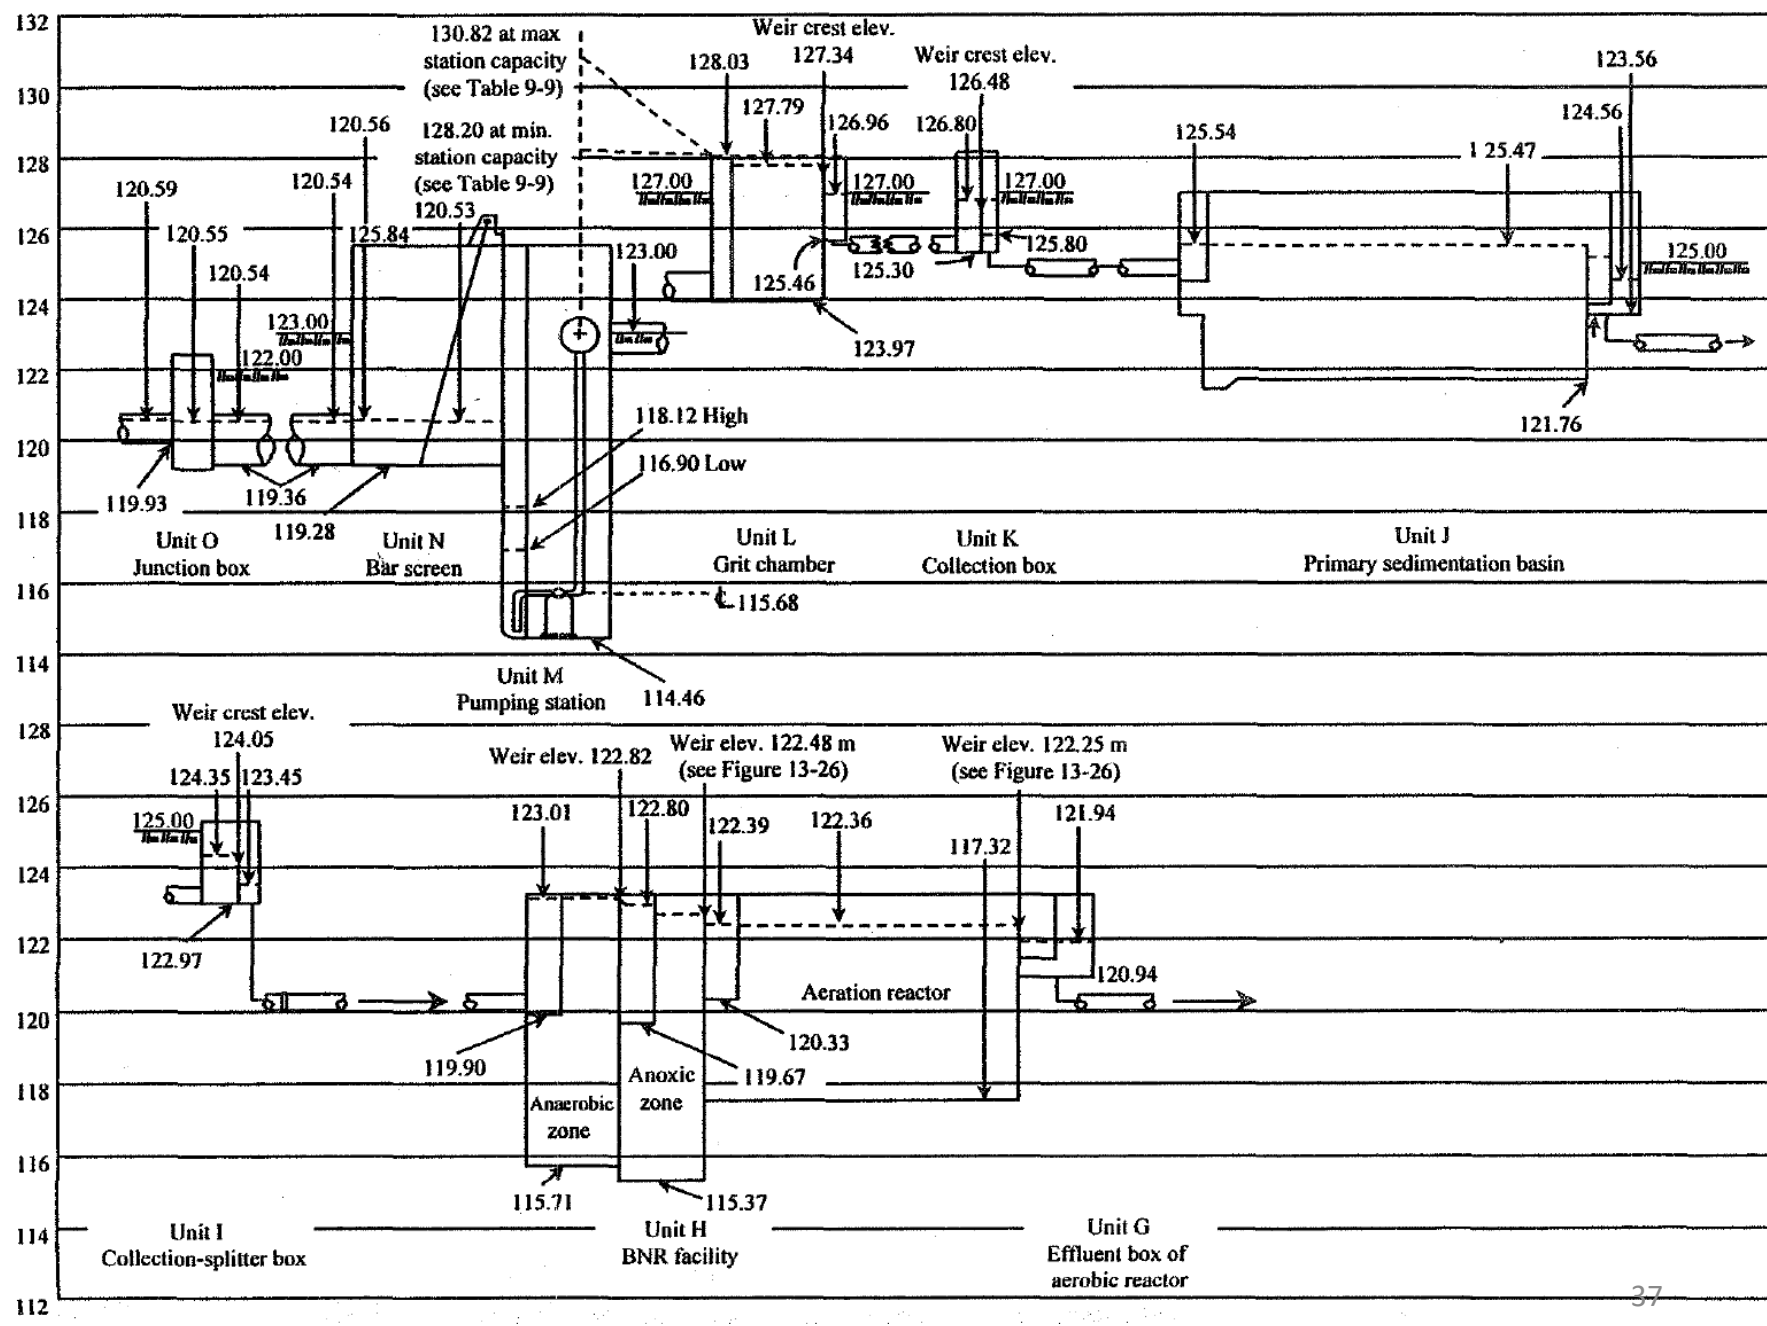 132
130
128
126
124
122
120
118
116
114
130.82 at max
station capacity
(see Table 9-9)
128.20 at min.
station capacity
(see Table 9-9)
Weir crest elev.
127.34
128.03
127.79
126.96
Weir crest elev.
126.48
126.80
123.56
124.56
125.54
1 25.47
120.56
120.59
120.54
120.53
127.00
127.00
127.00
120.55
125.84
120.54
123.00
125.80
125.00
125.46
125.30
123.00
122.00
123.97
118.12 High
116.90 Low
121.76
119.93
119.36
119.28
Unit O
Junction box
Unit N
Bar screen
Unit L
Grit chamber
Unit K
Collection box
Unit J
Primary sedimentation basin
115.68
Unit M
Pumping station
114.46
128
126
124
122
120
118
116
114
112
Weir crest elev.
124.05
124.35
123.45
125.00
122.97
Weir elev. 122.82
Weir elev. 122.48 m
(see Figure 13-26)
Weir elev. 122.25 m
(see Figure 13-26)
123.01
122.80
122.39
122.36
117.32
121.94
120.94
Aeration reactor
120.33
119.90
119.67
Anaerobic
zone
Anoxic
zone
115.71
115.37
Unit I
Collection-splitter box
Unit H
BNR facility
Unit G
Effluent box of
aerobic reactor
37